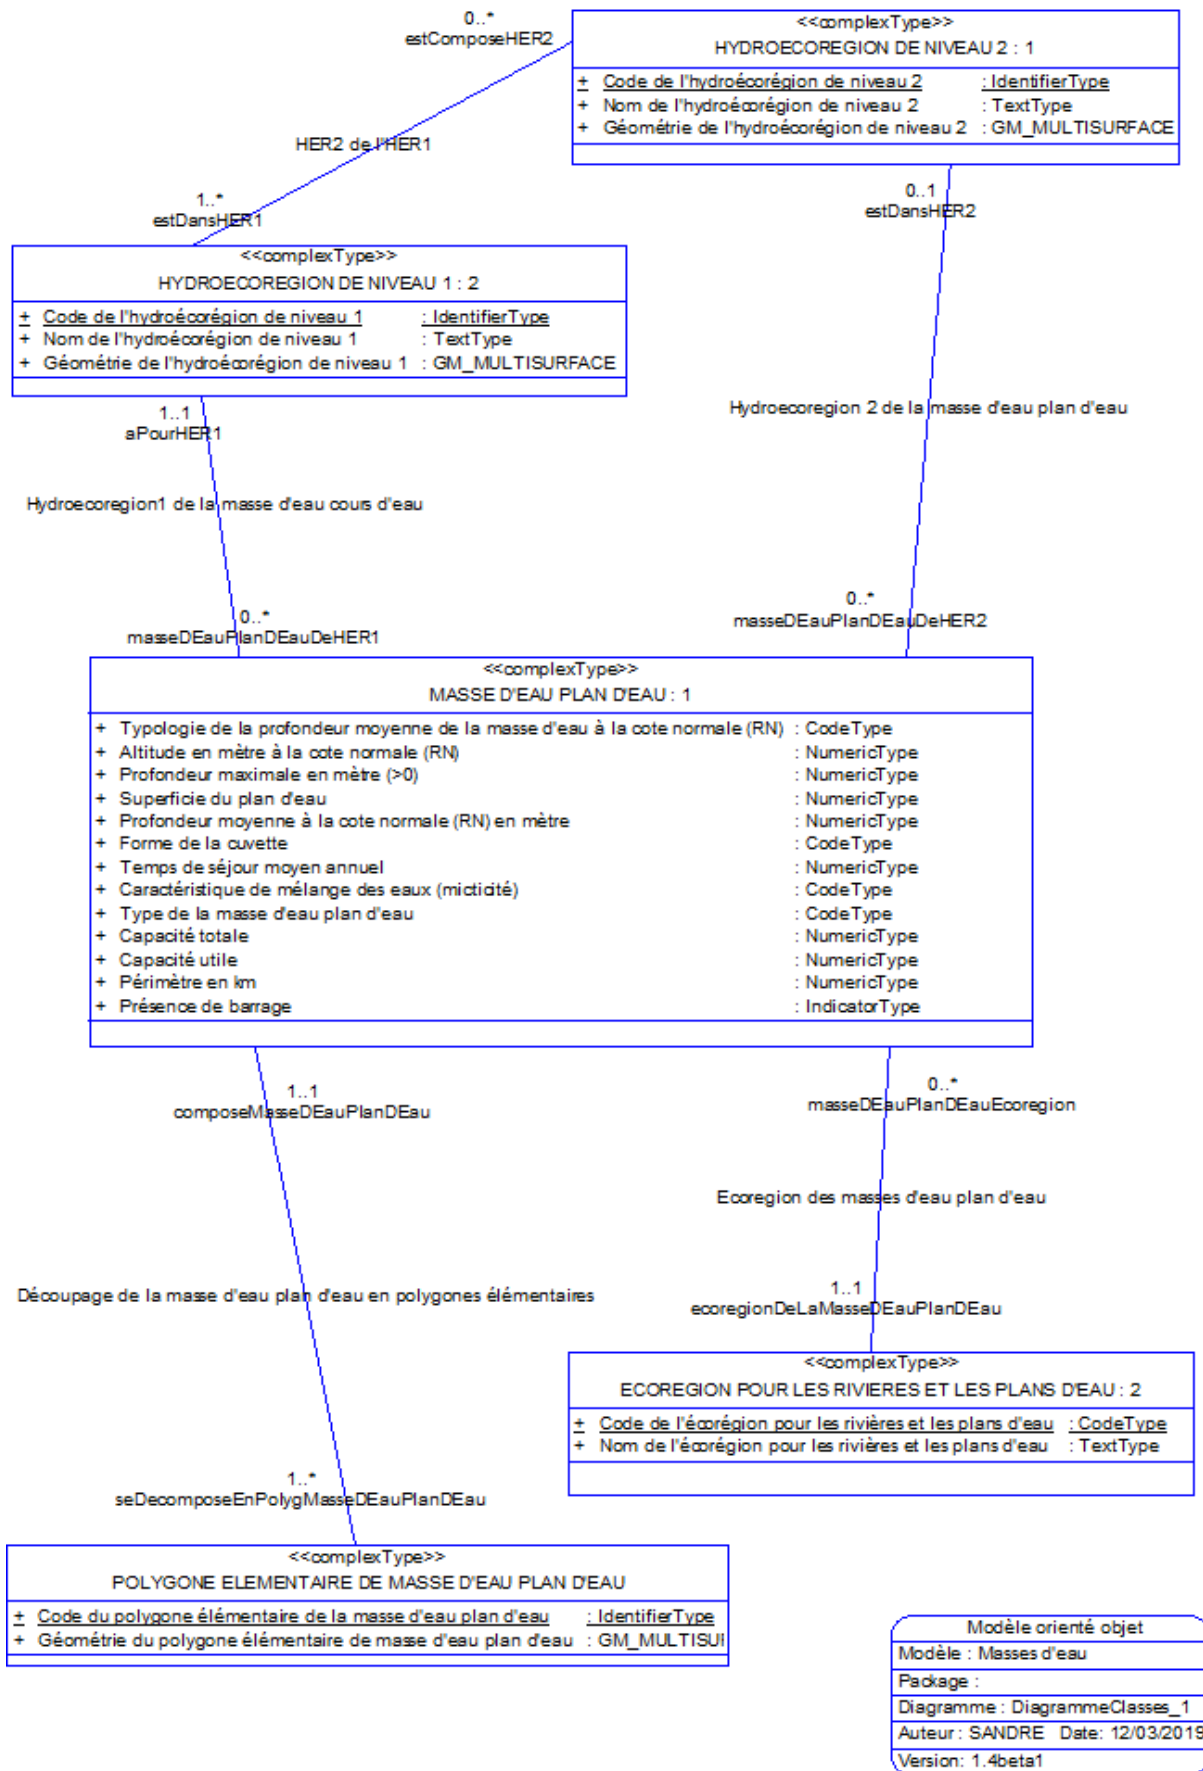 0..*
estComposeHER2
<<complexType>>
HYDROECOREGION DE NIVEAU 2 : 1
+ Code de l'hydroécorégion de niveau 2 : IdentifierType
+ Nom de l'hydroécorégion de niveau 2 : TextType
+ Géométrie de l'hydroécorégion de niveau 2 : GM_MULTISURFACE
HER2 de l'HER1
1..*
estDansHER1
0..1
estDansHER2
<<complexType>>
HYDROECOREGION DE NIVEAU 1 : 2
+ Code de l'hydroécorégion de niveau 1 : IdentifierType
+ Nom de l'hydroécorégion de niveau 1 : TextType
+ Géométrie de l'hydroécorégion de niveau 1 : GM_MULTISURFACE
1..1
aPourHER1
Hydroecoregion 2 de la masse d'eau plan d'eau
Hydroecoregion1 de la masse d'eau cours d'eau
0..*
masseDEauPlanDEauDeHER1
0..*
masseDEauPlanDEauDeHER2
<<complexType>>
MASSE D'EAU PLAN D'EAU : 1
+ Typologie de la profondeur moyenne de la masse d'eau à la cote normale (RN) : CodeType
+ Altitude en mètre à la cote normale (RN) : NumericType
+ Profondeur maximale en mètre (>0) : NumericType
+ Superficie du plan d'eau : NumericType
+ Profondeur moyenne à la cote normale (RN) en mètre : NumericType
+ Forme de la cuvette : CodeType
+ Temps de séjour moyen annuel : NumericType
+ Caractéristique de mélange des eaux (micticité) : CodeType
+ Type de la masse d'eau plan d'eau : CodeType
+ Capacité totale : NumericType
+ Capacité utile : NumericType
+ Périmètre en km : NumericType
+ Présence de barrage : IndicatorType
1..1
composeMasseDEauPlanDEau
0..*
masseDEauPlanDEauEcoregion
Ecoregion des masses d'eau plan d'eau
Découpage de la masse d'eau plan d'eau en polygones élémentaires
1..1
ecoregionDeLaMasseDEauPlanDEau
<<complexType>>
ECOREGION POUR LES RIVIERES ET LES PLANS D'EAU : 2
+ Code de l'écorégion pour les rivières et les plans d'eau : CodeType
+ Nom de l'écorégion pour les rivières et les plans d'eau : TextType
1..*
seDecomposeEnPolygMasseDEauPlanDEau
<<complexType>>
POLYGONE ELEMENTAIRE DE MASSE D'EAU PLAN D'EAU
+ Code du polygone élémentaire de la masse d'eau plan d'eau : IdentifierType
+ Géométrie du polygone élémentaire de masse d'eau plan d'eau : GM_MULTISU
Modèle orienté objet
Modèle : Masses d'eau
Package :
Diagramme : DiagrammeClasses_1
Auteur : SANDRE Date: 12/03/2019
Version: 1.4beta1